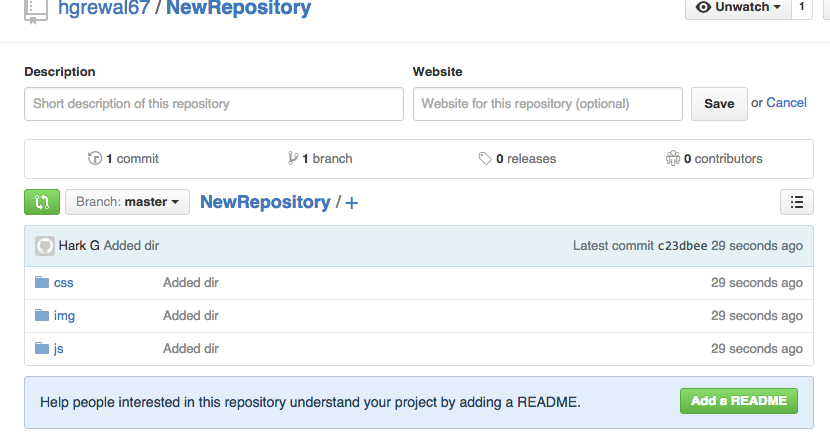 hgrewal67 / NewRepository
Unwatch 1
Description
Website
Short description of this repository
Website for this repository (optional)
Save or Cancel
1 commit
1 branch
0 releases
0 contributors
Branch: master
NewRepository / +
Hark G Added dir
Latest commit c23dbee 29 seconds ago
css Added dir 29 seconds ago
img Added dir 29 seconds ago
js Added dir 29 seconds ago
Help people interested in this repository understand your project by adding a README.
Add a README